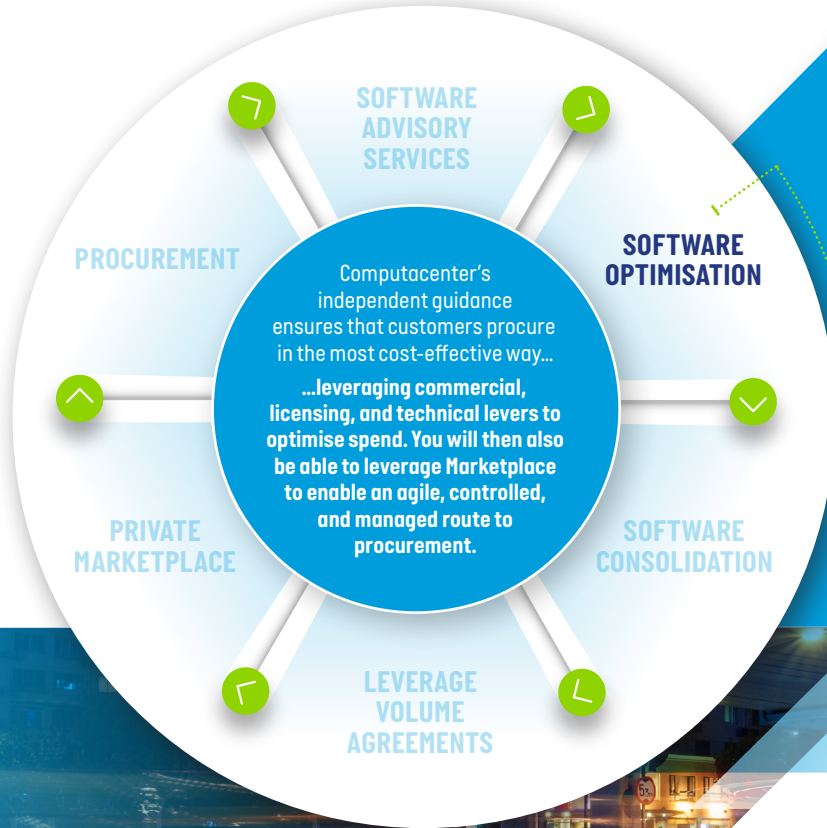 SOFTWARE
ADVISORY
SERVICES
SOFTWARE
OPTIMISATION
SOFTWARE
CONSOLIDATION
LEVERAGE
VOLUME
AGREEMENTS
PRIVATE
MARKETPLACE
PROCUREMENT
Computacenter's
independent guidance
ensures that customers procure
in the most cost-effective way...
...leveraging commercial,
licensing, and technical levers to
optimise spend. You will then also
be able to leverage Marketplace
to enable an agile, controlled,
and managed route to
procurement.